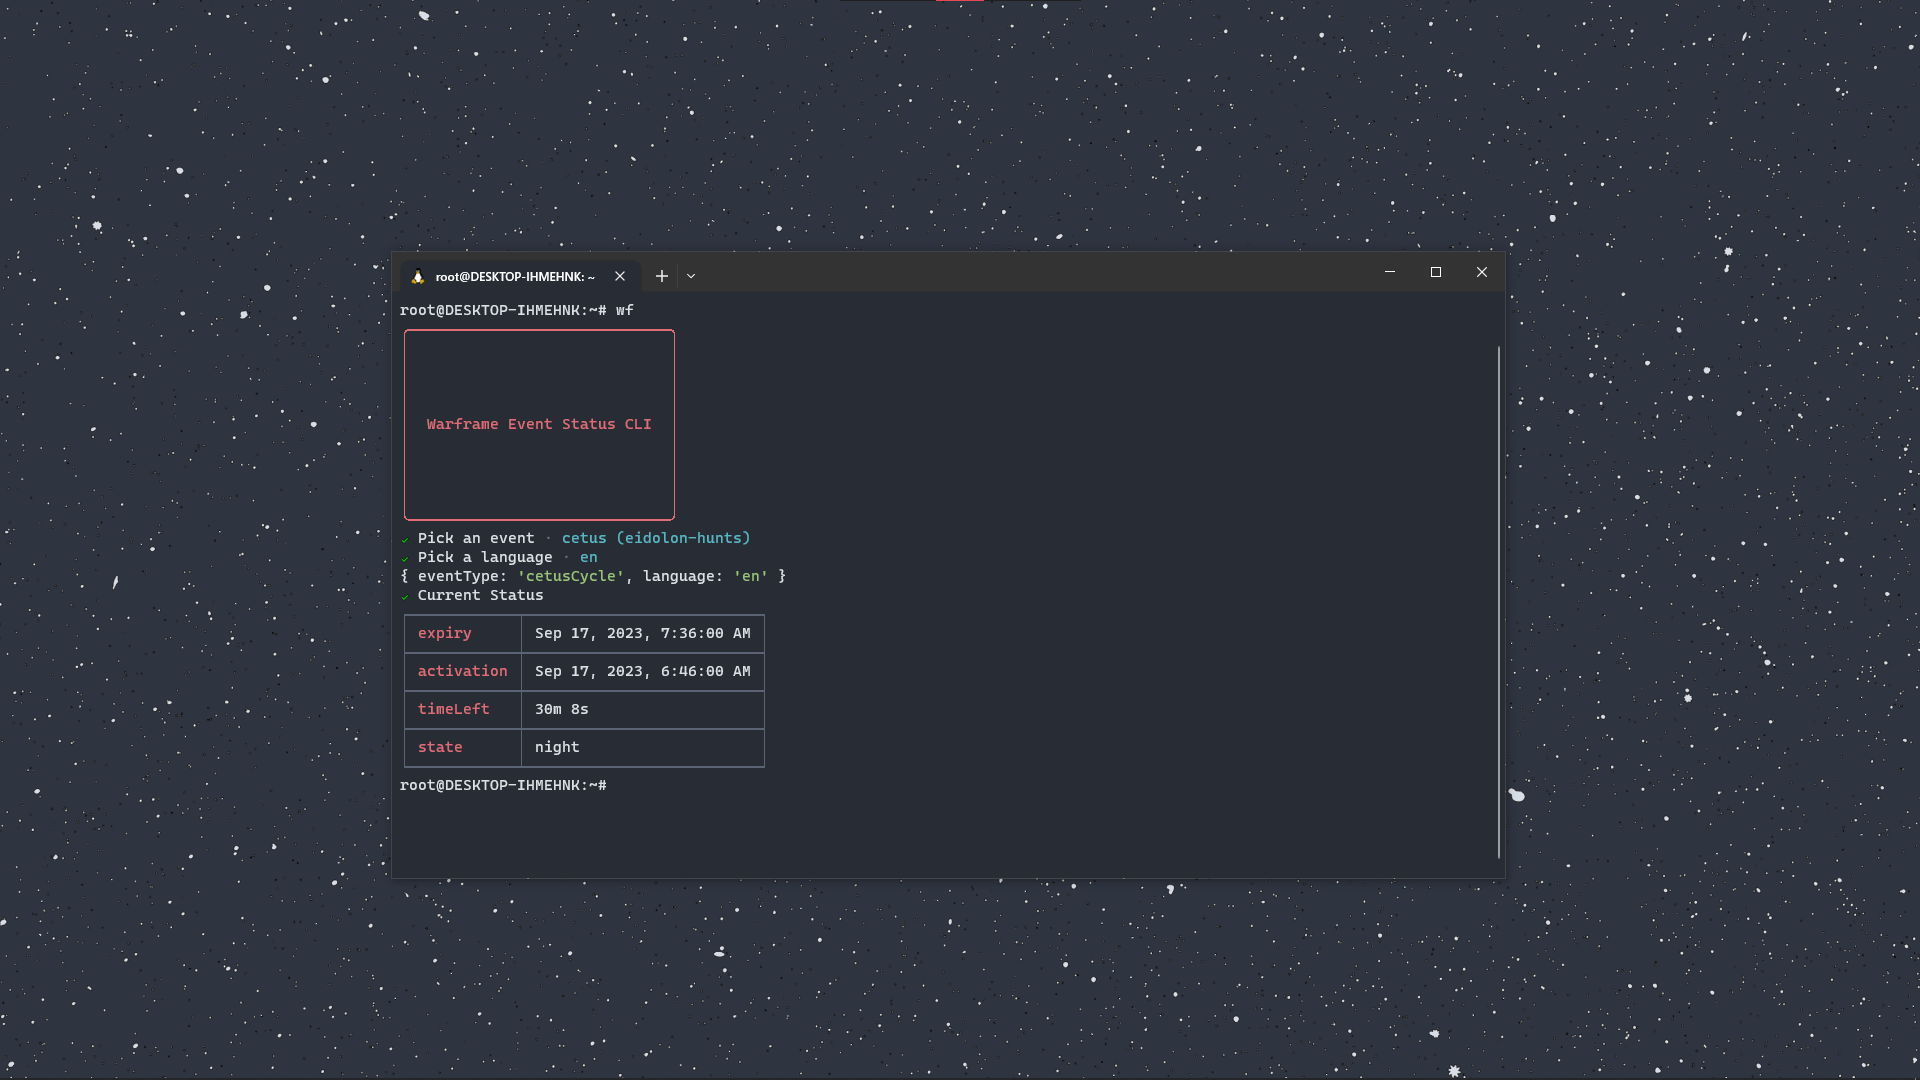 root@DESKTOP-IHMEHNK: ~
root@DESKTOP-IHMEHNK:~# wf
Warframe Event Status CLI
✓ Pick an event · cetus (eidolon-hunts)
✓ Pick a language · en
{ eventType: 'cetusCycle', language: 'en' }
✓ Current Status
expiry Sep 17, 2023, 7:36:00 AM
activation Sep 17, 2023, 6:46:00 AM
timeLeft 30m 8s
state night
root@DESKTOP-IHMEHNK:~#